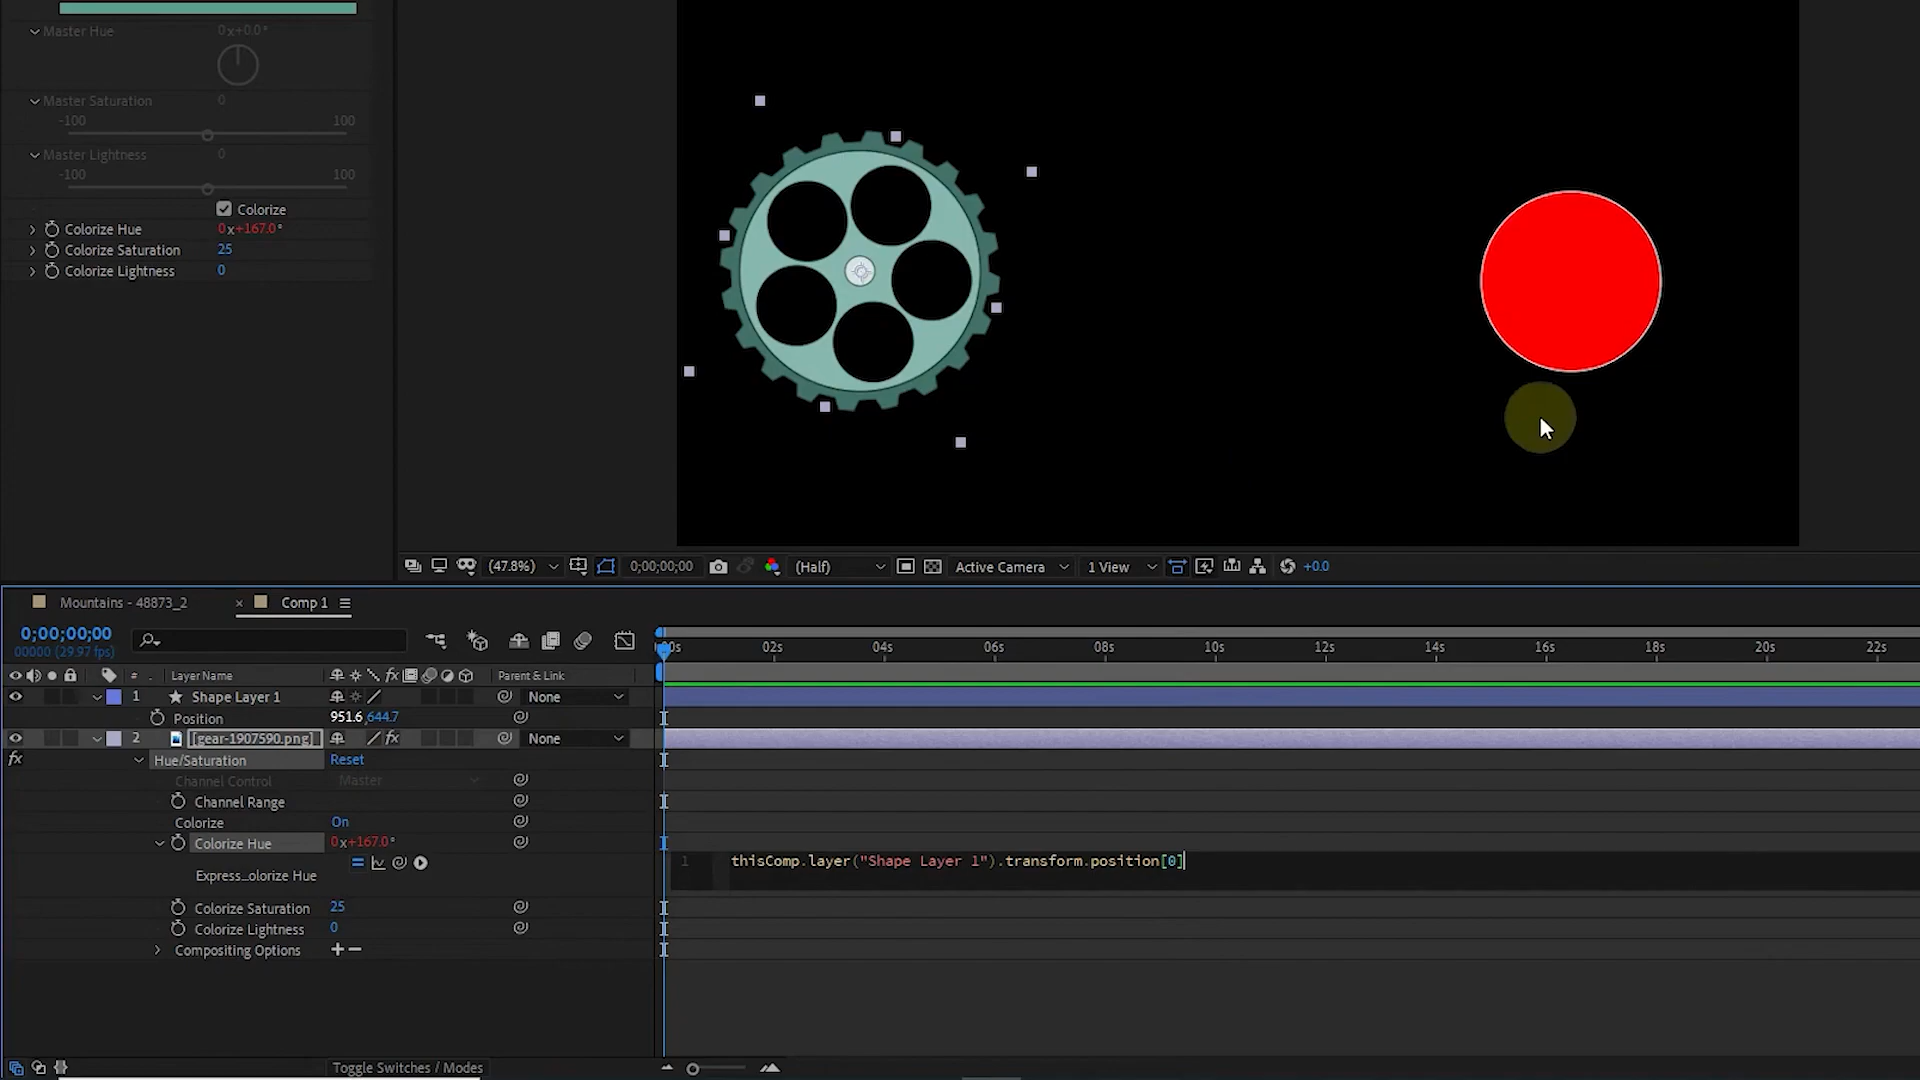 Master Hue 0x+0.0°
Master Saturation 0
-100 100
Master Lightness 0
-100 100
Colorize
Colorize Hue 0x+167.0°
Colorize Saturation 25
Colorize Lightness 0
(47.8%) 0;00;00;00 (Half) Active Camera 1 View +0.0
Mountains - 48873_2 × Comp 1
0;00;00;00
00000 (29.97 fps)
02s 04s 06s 08s 10s 12s 14s 16s 18s 20s 22s
# Layer Name fx Parent & Link
1 Shape Layer 1 None
Position 951.6,644.7
2 [gear-1907590.png] fx None
fx Hue/Saturation Reset
Channel Control Master
Channel Range
Colorize On
Colorize Hue 0x+167.0°
1 thisComp.layer("Shape Layer 1").transform.position[0]
Express...olorize Hue
Colorize Saturation 25
Colorize Lightness 0
Compositing Options +–
Toggle Switches / Modes